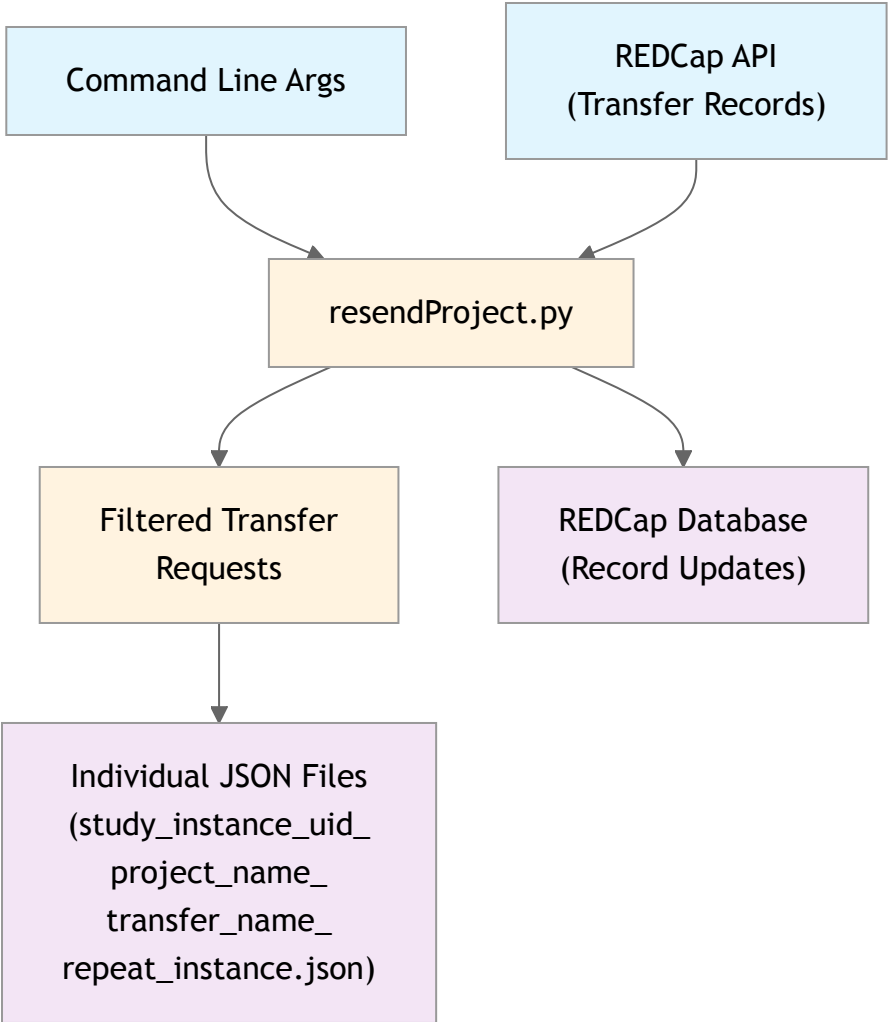 Command Line Args
REDCap API
(Transfer Records)
resendProject.py
Filtered Transfer
Requests
REDCap Database
(Record Updates)
Individual JSON Files
(study_instance_uid_
project_name_
transfer_name_
repeat_instance.json)